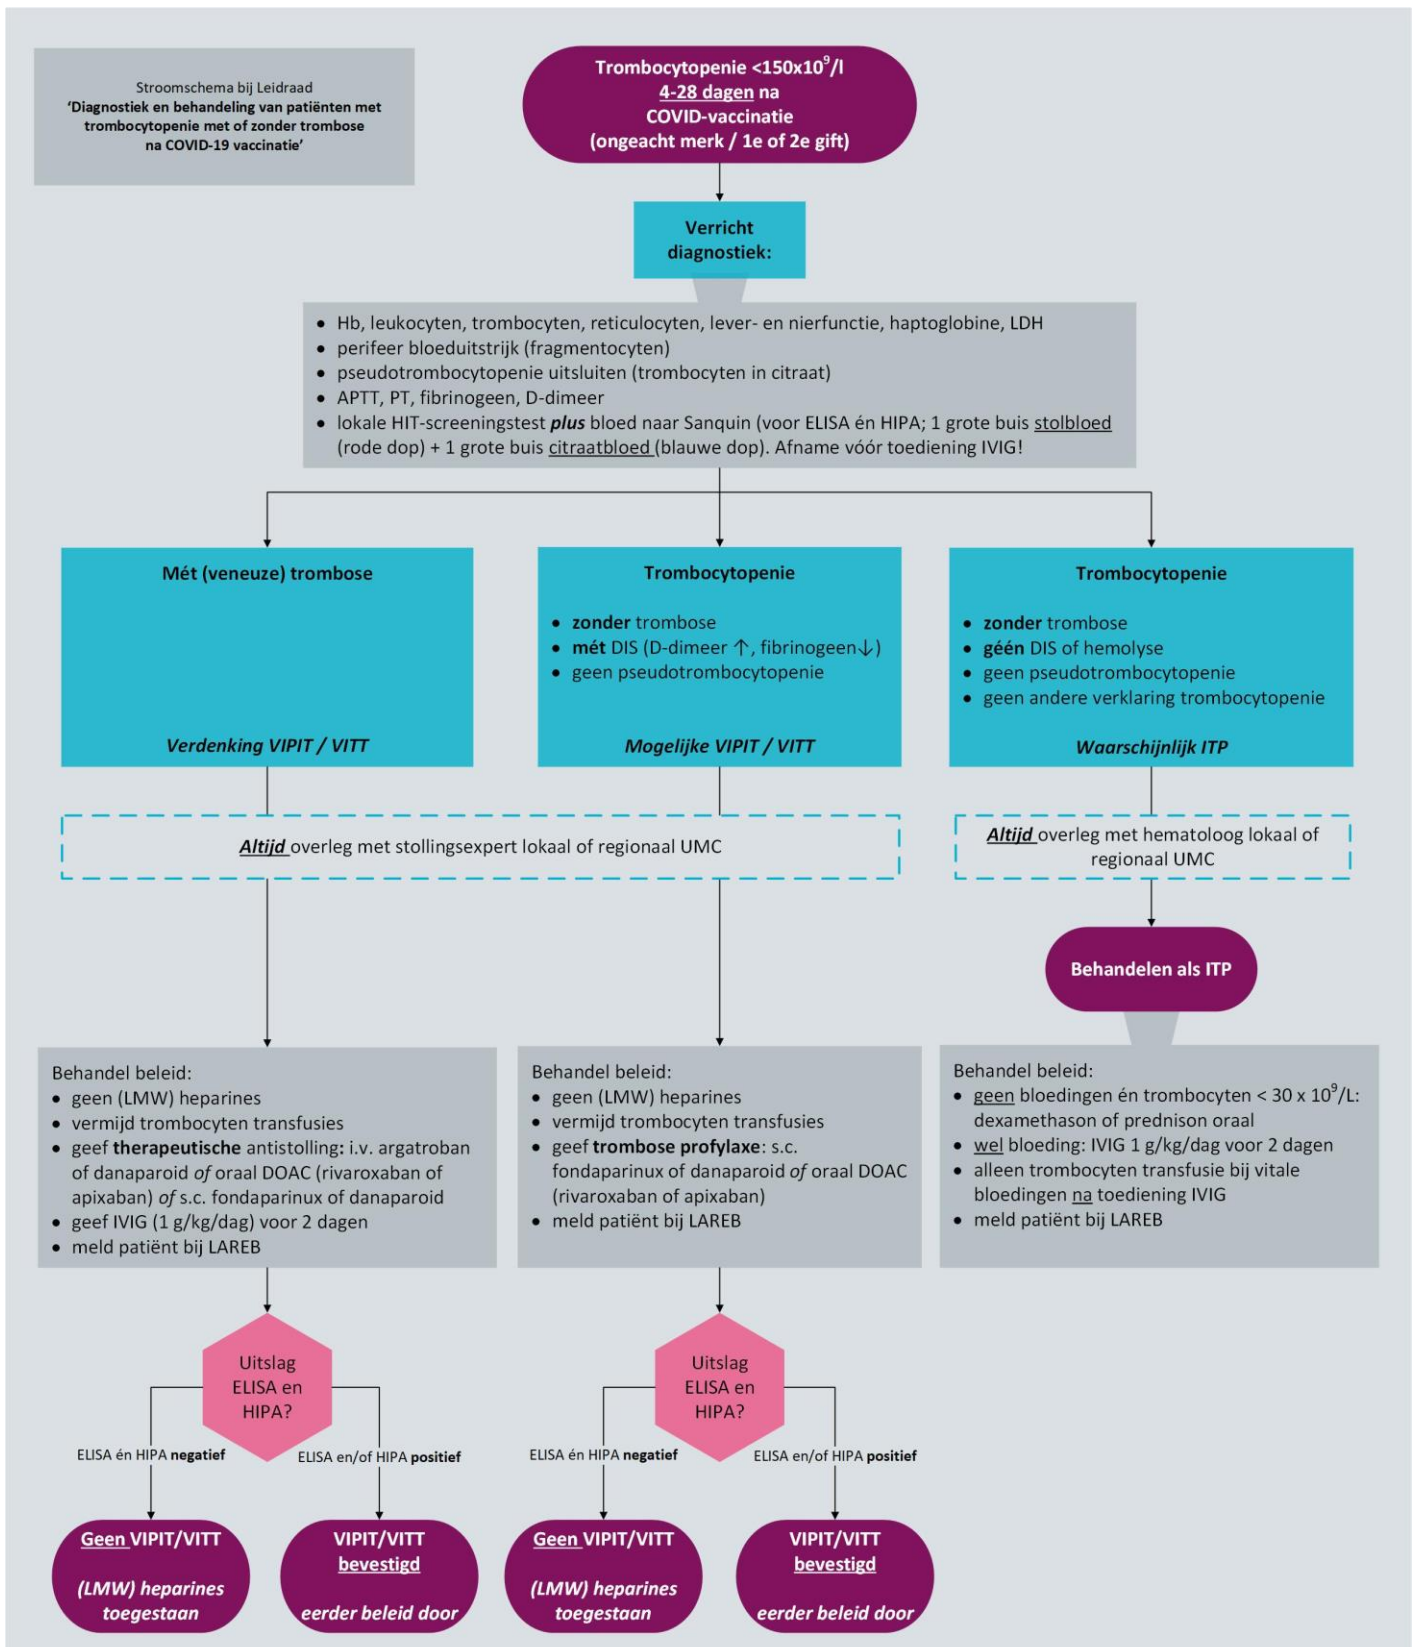 Stroomschema bij Leidraad
‘Diagnostiek en behandeling van patiënten met
trombocytopenie met of zonder trombose
na COVID-19 vaccinatie’
Trombocytopenie <150x10⁹/l
4-28 dagen na
COVID-vaccinatie
(ongeacht merk / 1e of 2e gift)
Verricht
diagnostiek:
• Hb, leukocyten, trombocyten, reticulocyten, lever- en nierfunctie, haptoglobine, LDH
• perifeer bloeduitstrijk (fragmentocyten)
• pseudotrombocytopenie uitsluiten (trombocyten in citraat)
• APTT, PT, fibrinogeen, D-dimeer
• lokale HIT-screeningstest plus bloed naar Sanquin (voor ELISA én HIPA; 1 grote buis stolbloed
(rode dop) + 1 grote buis citraatbloed (blauwe dop). Afname vóór toediening IVIG!
Mét (veneuze) trombose
Verdenking VIPIT / VITT
Trombocytopenie
• zonder trombose
• mét DIS (D-dimeer ↑, fibrinogeen↓)
• geen pseudotrombocytopenie
Mogelijke VIPIT / VITT
Trombocytopenie
• zonder trombose
• géén DIS of hemolyse
• geen pseudotrombocytopenie
• geen andere verklaring trombocytopenie
Waarschijnlijk ITP
Altijd overleg met stollingsexpert lokaal of regionaal UMC
Altijd overleg met hematoloog lokaal of
regionaal UMC
Behandelen als ITP
Behandel beleid:
• geen (LMW) heparines
• vermijd trombocyten transfusies
• geef therapeutische antistolling: i.v. argatroban
of danaparoid of oraal DOAC (rivaroxaban of
apixaban) of s.c. fondaparinux of danaparoid
• geef IVIG (1 g/kg/dag) voor 2 dagen
• meld patiënt bij LAREB
Behandel beleid:
• geen (LMW) heparines
• vermijd trombocyten transfusies
• geef trombose profylaxe: s.c.
fondaparinux of danaparoid of oraal DOAC
(rivaroxaban of apixaban)
• meld patiënt bij LAREB
Behandel beleid:
• geen bloedingen én trombocyten < 30 x 10⁹/L:
dexamethason of prednison oraal
• wel bloeding: IVIG 1 g/kg/dag voor 2 dagen
• alleen trombocyten transfusie bij vitale
bloedingen na toediening IVIG
• meld patiënt bij LAREB
Uitslag
ELISA en
HIPA?
ELISA én HIPA negatief
ELISA en/of HIPA positief
Uitslag
ELISA en
HIPA?
ELISA én HIPA negatief
ELISA en/of HIPA positief
Geen VIPIT/VITT
(LMW) heparines
toegestaan
VIPIT/VITT
bevestigd
eerder beleid door
Geen VIPIT/VITT
(LMW) heparines
toegestaan
VIPIT/VITT
bevestigd
eerder beleid door